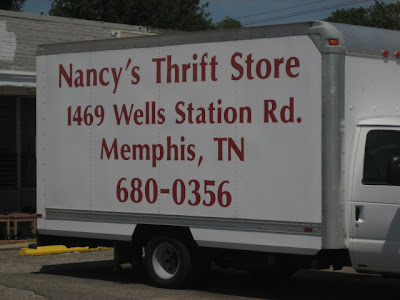 Nancy's Thrift Store
1469 Wells Station Rd.
Memphis, TN
680-0356